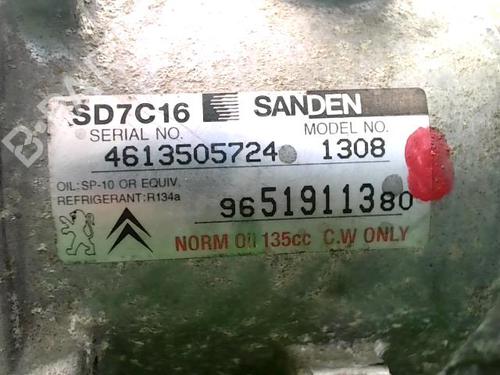 SD7C16 SANDEN
SERIAL NO. MODEL NO.
4613505724 1308
OIL: SP-10 OR EQUIV.
REFRIGERANT: R134a
9651911380
NORM OIL 135cc C.W ONLY